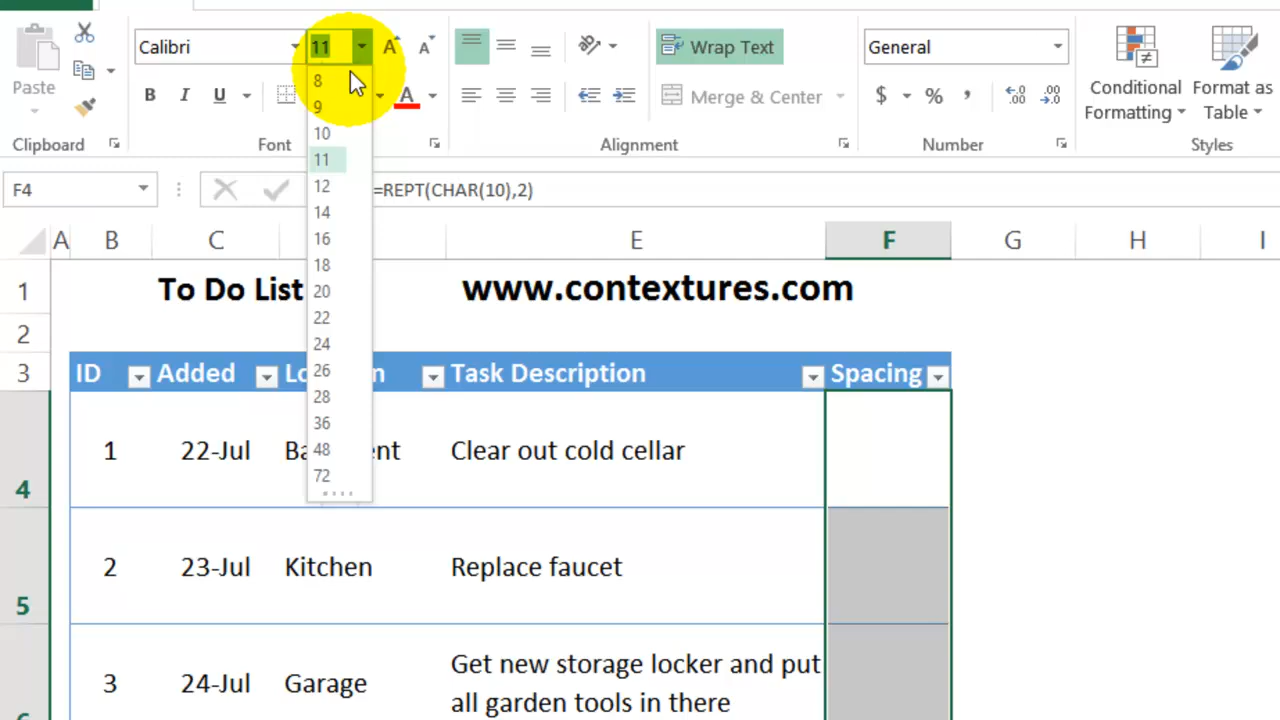 Calibri 11 A A Wrap Text General
Paste B I U A Merge & Center $ % , .00 .0 Conditional Formatting Format as Table
Clipboard Font Alignment Number Styles
8
9
10
11
12
14
16
18
20
22
24
26
28
36
48
72
F4 =REPT(CHAR(10),2)
A B C E F G H I
1 To Do List www.contextures.com
2
3 ID Added Task Description Spacing
4 1 22-Jul Clear out cold cellar
5 2 23-Jul Kitchen Replace faucet
3 24-Jul Garage Get new storage locker and put
all garden tools in there